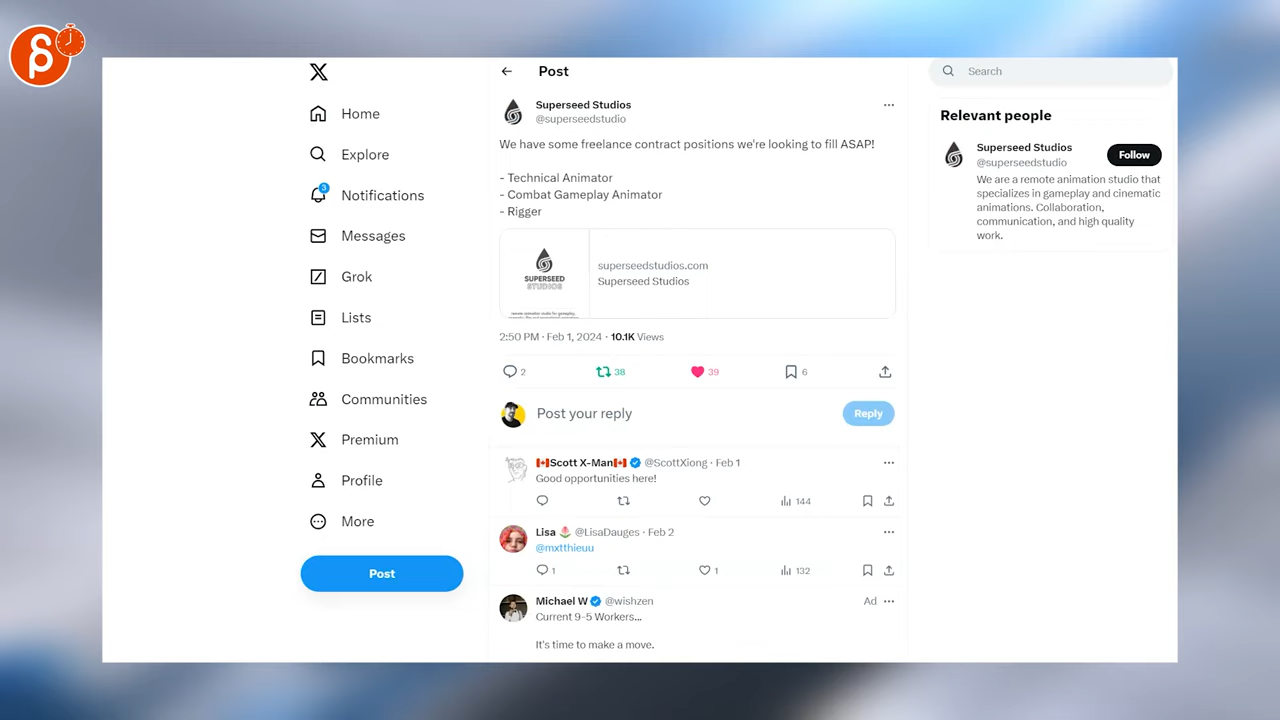 Home
Explore
3
Notifications
Messages
Grok
Lists
Bookmarks
Communities
Premium
Profile
More
Post
Post
Superseed Studios
@superseedstudio
We have some freelance contract positions we're looking to fill ASAP!
- Technical Animator
- Combat Gameplay Animator
- Rigger
SUPERSEED
STUDIOS
superseedstudios.com
Superseed Studios
2:50 PM · Feb 1, 2024 · 10.1K Views
2 38 39 6
Post your reply
Reply
Scott X-Man @ScottXiong · Feb 1
Good opportunities here!
144
Lisa @LisaDauges · Feb 2
@mxtthieuu
1 1 132
Michael W @wishzen Ad
Current 9-5 Workers...
It's time to make a move.
Search
Relevant people
Superseed Studios
@superseedstudio
Follow
We are a remote animation studio that
specializes in gameplay and cinematic
animations. Collaboration,
communication, and high quality
work.